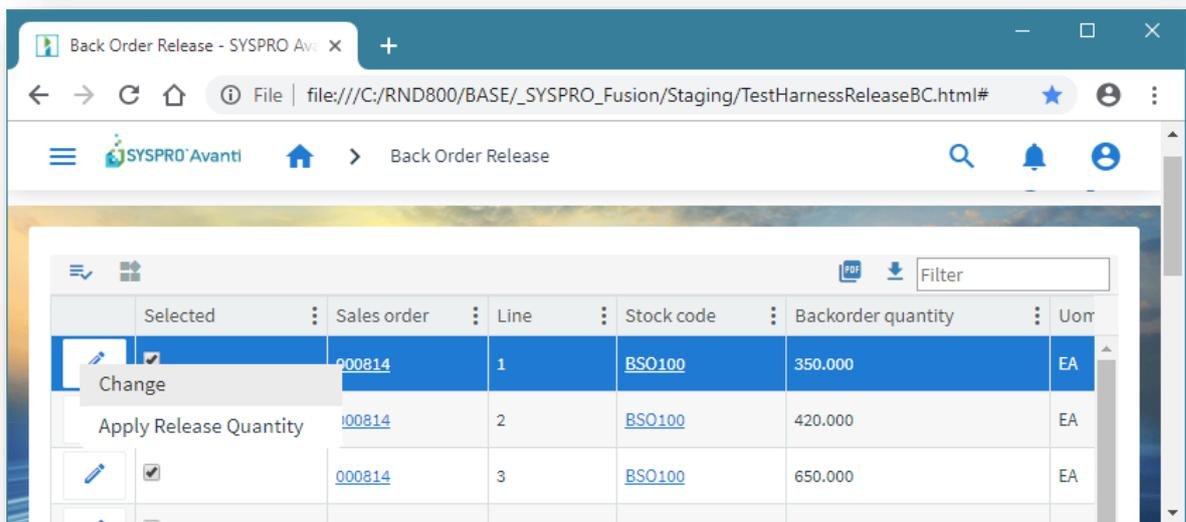 Back Order Release - SYSPRO Ava
File | file:///C:/RND800/BASE/_SYSPRO_Fusion/Staging/TestHarnessReleaseBC.html#
SYSPRO Avanti > Back Order Release
PDF Filter
Selected Sales order Line Stock code Backorder quantity Uom
000814 1 BSO100 350.000 EA
Change
000814 2 BSO100 420.000 EA
Apply Release Quantity
000814 3 BSO100 650.000 EA